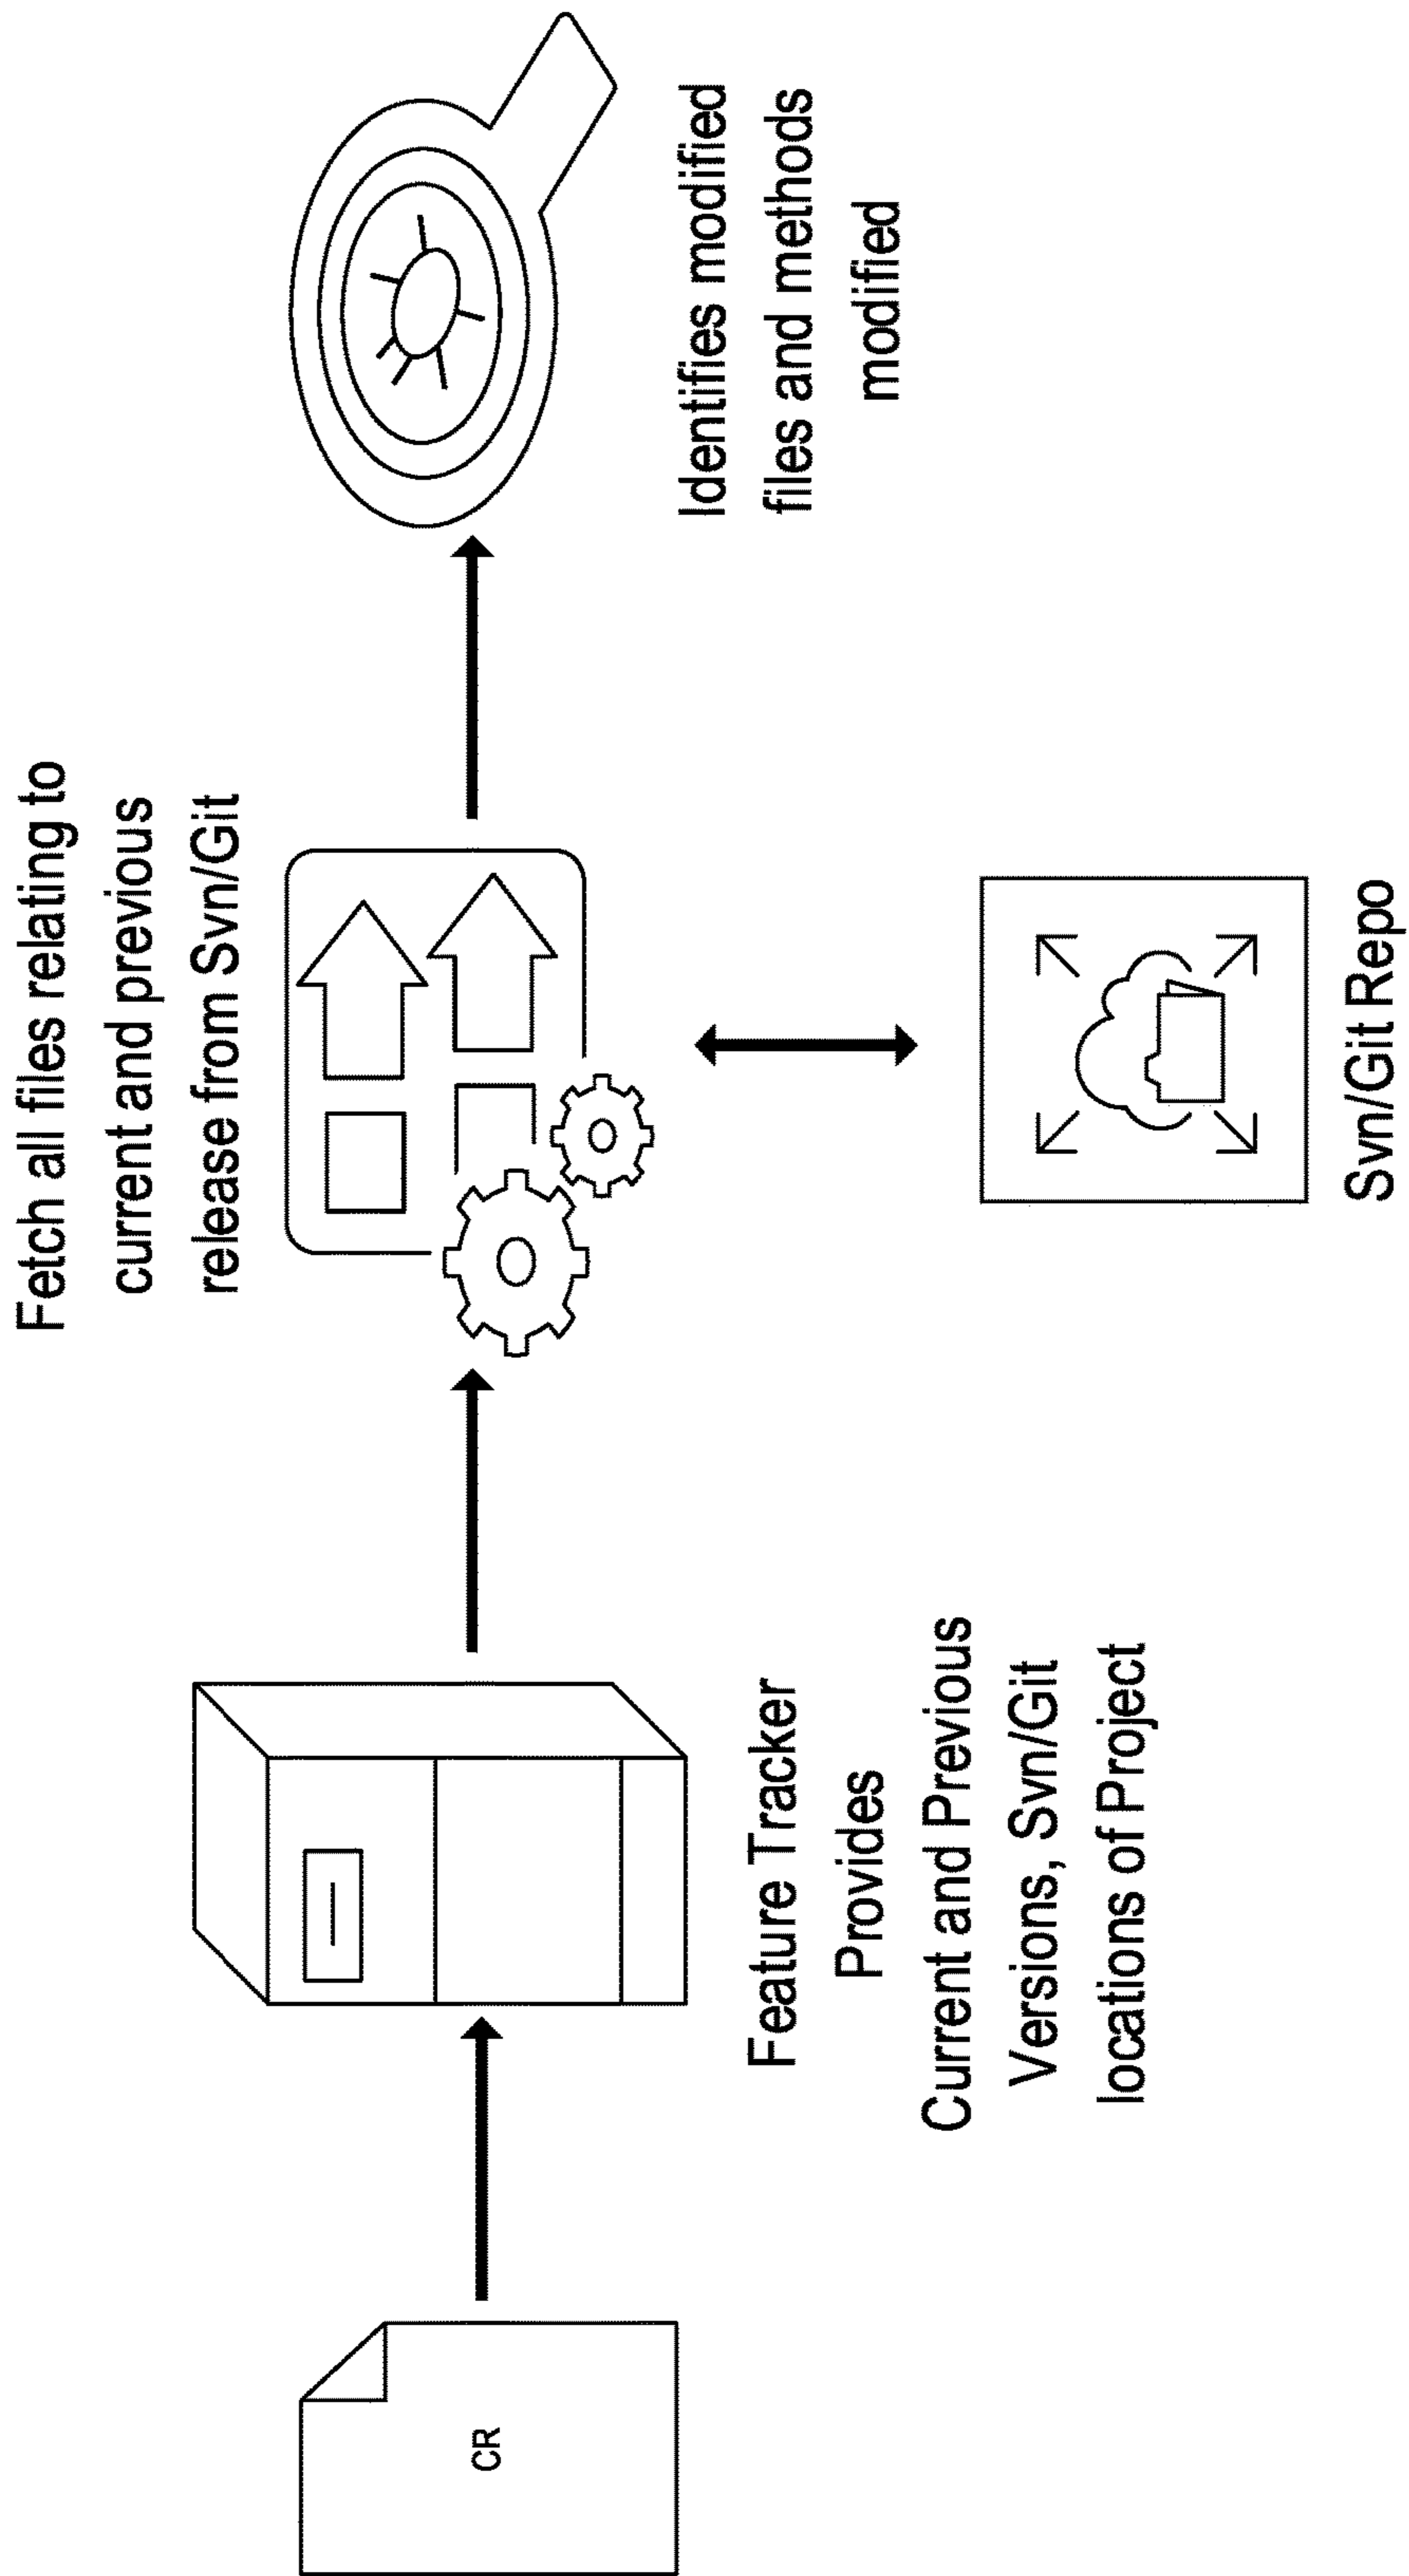 CR
Feature Tracker
Provides
Current and Previous
Versions, Svn/Git
locations of Project
Fetch all files relating to
current and previous
release from Svn/Git
Svn/Git Repo
Identifies modified
files and methods
modified